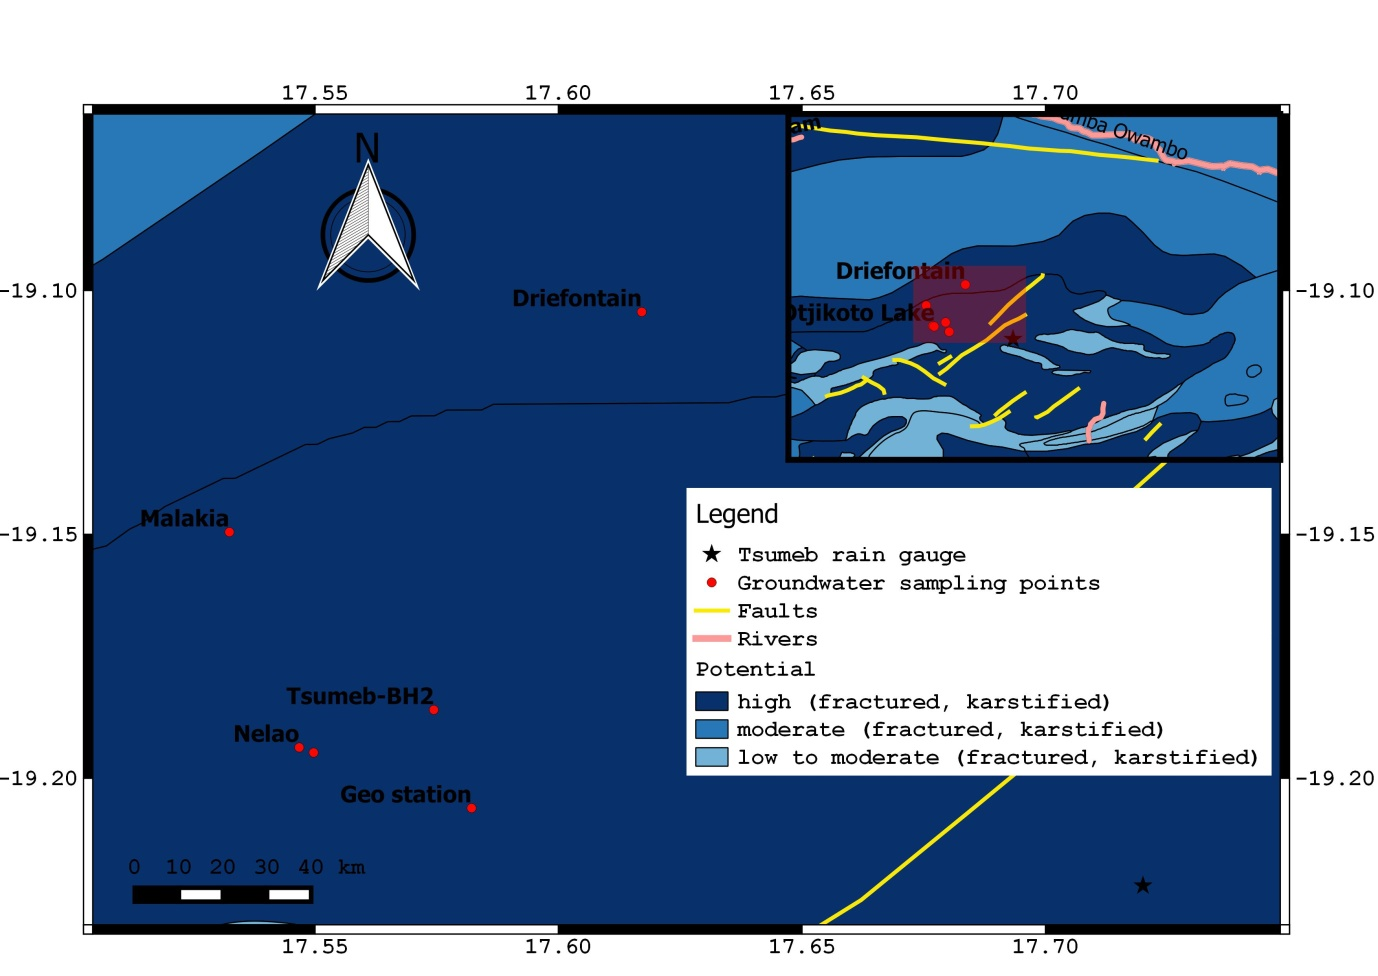 17.55 17.60 17.65 17.70
N
am
amba Owambo
Driefontain
Otjikoto Lake
-19.10 -19.10
Driefontain
Malakia
-19.15 -19.15
Legend
Tsumeb rain gauge
Groundwater sampling points
Faults
Rivers
Potential
high (fractured, karstified)
moderate (fractured, karstified)
low to moderate (fractured, karstified)
Tsumeb-BH2
Nelao
-19.20 -19.20
Geo station
0 10 20 30 40 km
17.55 17.60 17.65 17.70